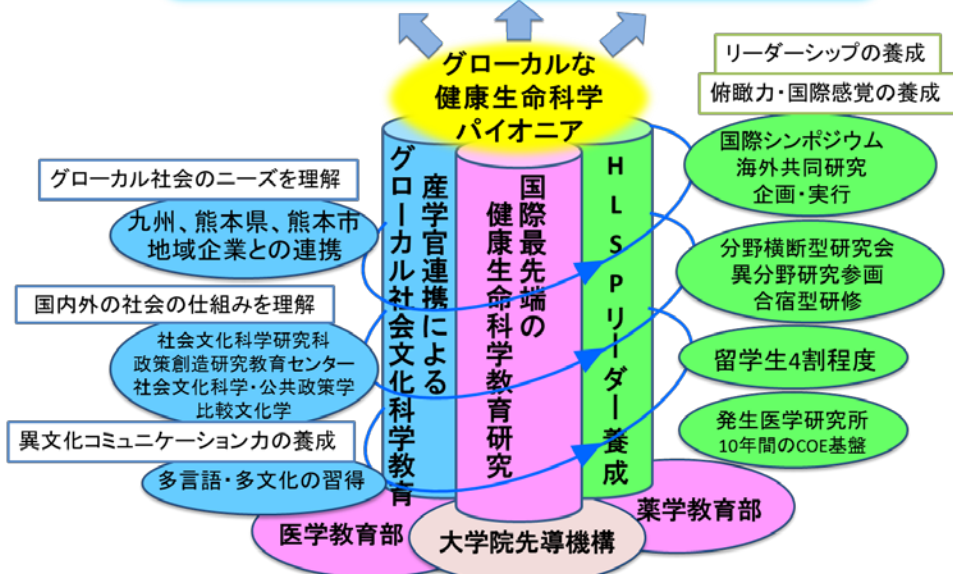 グローカルな
健康生命科学
パイオニア
リーダーシップの養成
俯瞰力・国際感覚の養成
国際シンポジウム
海外共同研究
企画・実行
グローカル社会のニーズを理解
九州、熊本県、熊本市
地域企業との連携
分野横断型研究会
異分野研究参画
合宿型研修
国内外の社会の仕組みを理解
社会文化科学研究科
政策創造研究教育センター
社会文化科学・公共政策学
比較文化学
留学生4割程度
発生医学研究所
10年間のCOE基盤
異文化コミュニケーション力の養成
多言語・多文化の習得
産学官連携による
グローカル社会文化科学教育
国際最先端の
健康生命科学教育研究
HLSPリーダー養成
医学教育部
大学院先導機構
薬学教育部